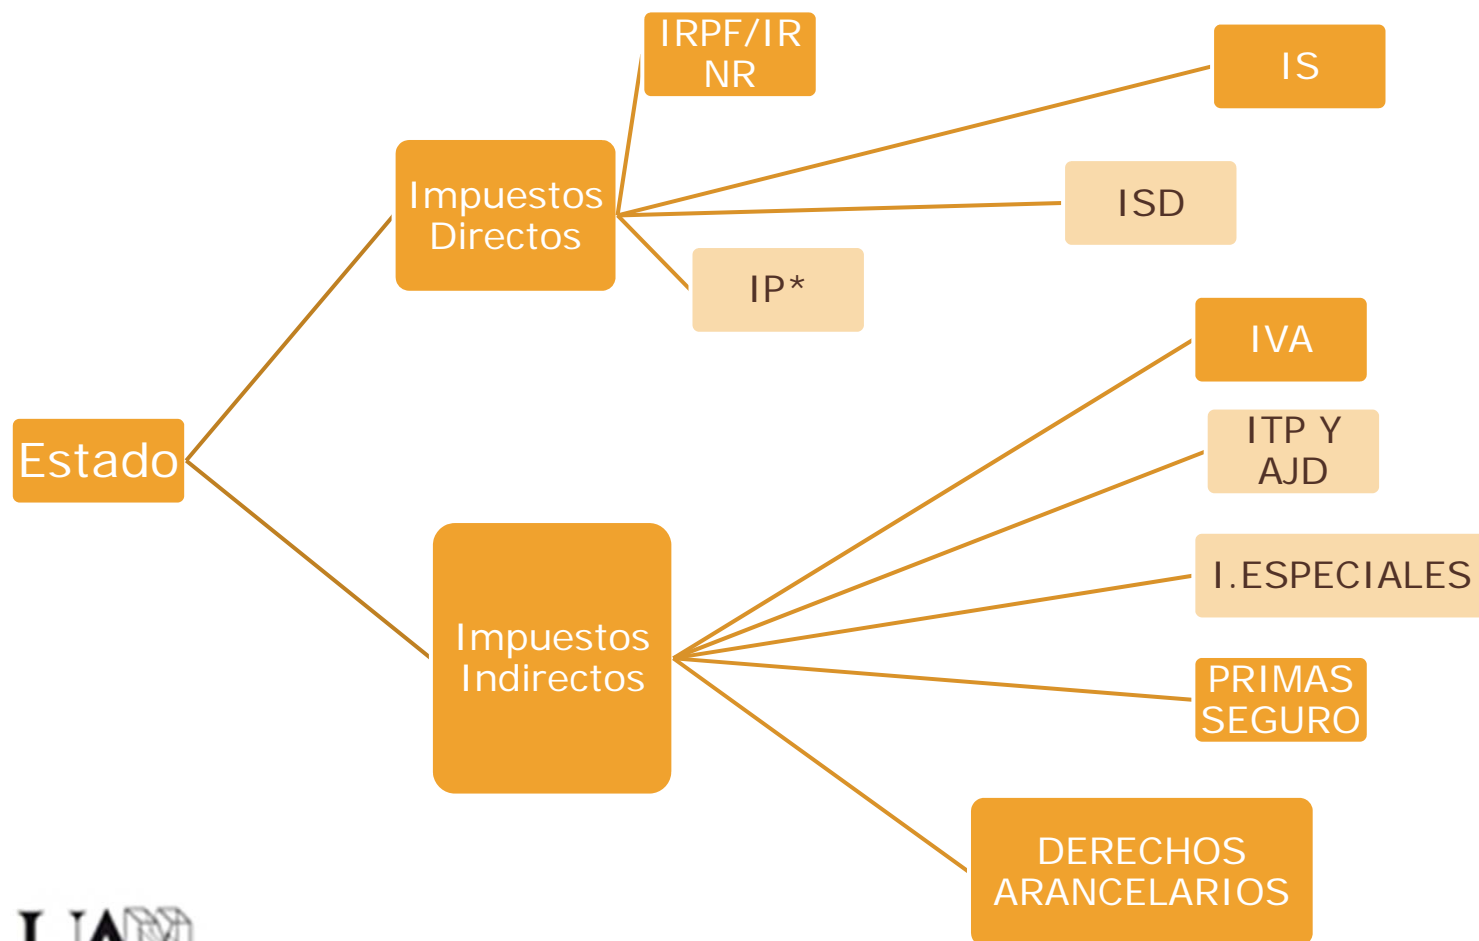 Estado
Impuestos
Directos
IRPF/IR
NR
IS
ISD
IP*
Impuestos
Indirectos
IVA
ITP Y
AJD
I.ESPECIALES
PRIMAS
SEGURO
DERECHOS
ARANCELARIOS